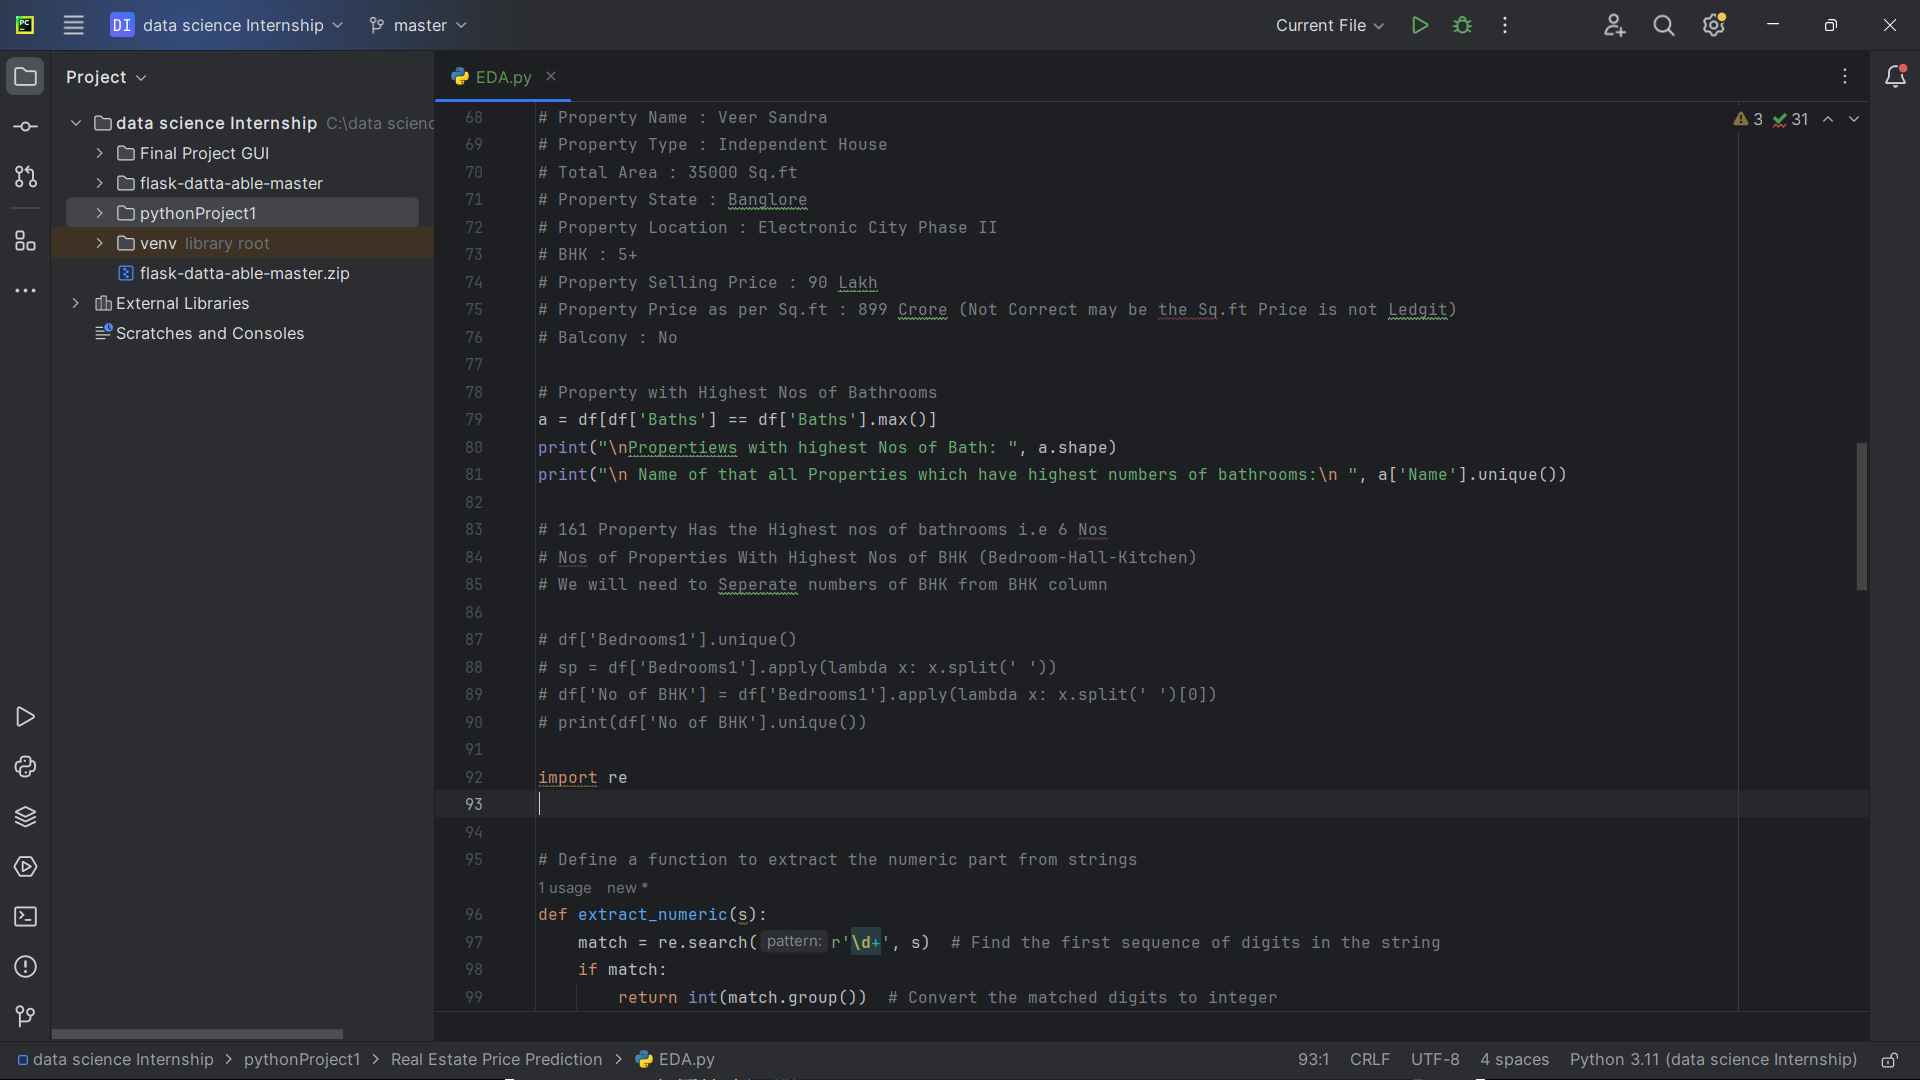 PC
DI data science Internship master Current File
Project
EDA.py
data science Internship C:\data scienc
Final Project GUI
flask-datta-able-master
pythonProject1
venv library root
flask-datta-able-master.zip
External Libraries
Scratches and Consoles
3 31
68 # Property Name : Veer Sandra
69 # Property Type : Independent House
70 # Total Area : 35000 Sq.ft
71 # Property State : Banglore
72 # Property Location : Electronic City Phase II
73 # BHK : 5+
74 # Property Selling Price : 90 Lakh
75 # Property Price as per Sq.ft : 899 Crore (Not Correct may be the Sq.ft Price is not Ledgit)
76 # Balcony : No
77
78 # Property with Highest Nos of Bathrooms
79 a = df[df['Baths'] == df['Baths'].max()]
80 print("\nPropertiews with highest Nos of Bath: ", a.shape)
81 print("\n Name of that all Properties which have highest numbers of bathrooms:\n ", a['Name'].unique())
82
83 # 161 Property Has the Highest nos of bathrooms i.e 6 Nos
84 # Nos of Properties With Highest Nos of BHK (Bedroom-Hall-Kitchen)
85 # We will need to Seperate numbers of BHK from BHK column
86
87 # df['Bedrooms1'].unique()
88 # sp = df['Bedrooms1'].apply(lambda x: x.split(' '))
89 # df['No of BHK'] = df['Bedrooms1'].apply(lambda x: x.split(' ')[0])
90 # print(df['No of BHK'].unique())
91
92 import re
93
94
95 # Define a function to extract the numeric part from strings
1 usage new *
96 def extract_numeric(s):
97 match = re.search( pattern: r'\d+', s) # Find the first sequence of digits in the string
98 if match:
99 return int(match.group()) # Convert the matched digits to integer
data science Internship > pythonProject1 > Real Estate Price Prediction > EDA.py 93:1 CRLF UTF-8 4 spaces Python 3.11 (data science Internship)